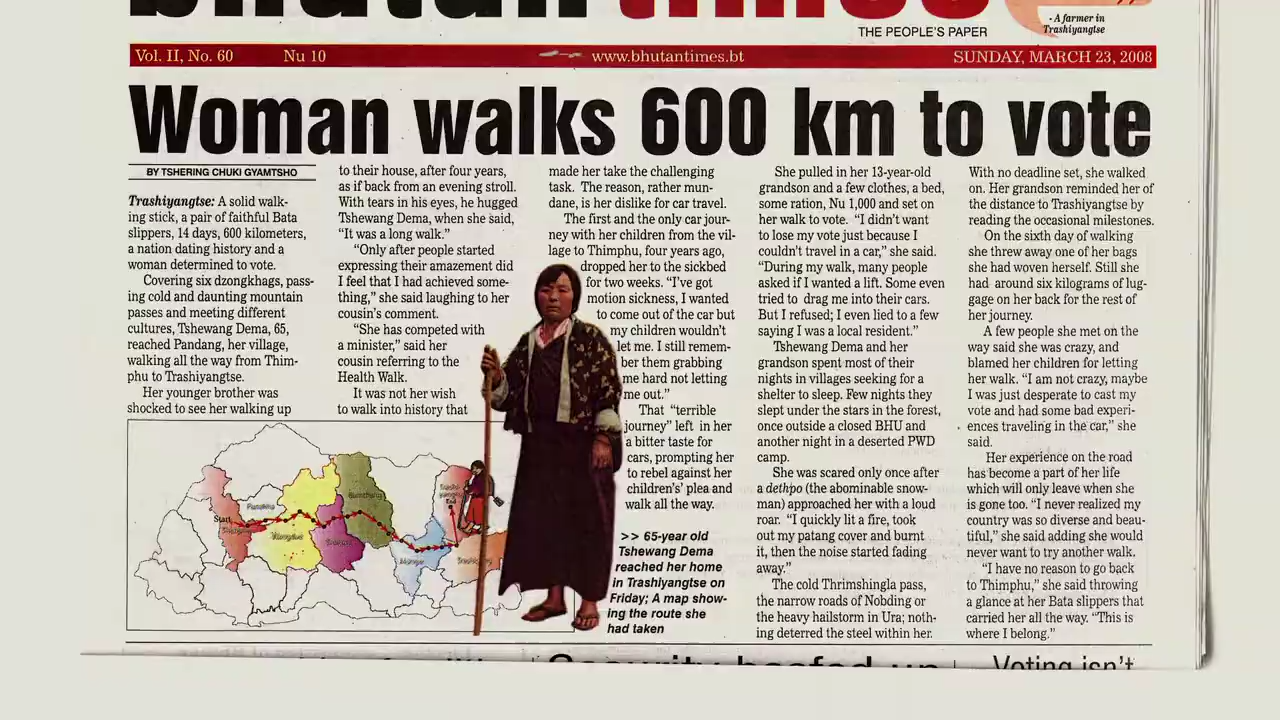 bhutan times
THE PEOPLE'S PAPER
- A farmer in
Trashiyangtse
Vol. II, No. 60 Nu 10 www.bhutantimes.bt SUNDAY, MARCH 23, 2008
Woman walks 600 km to vote
BY TSHERING CHUKI GYAMTSHO
Trashiyangtse: A solid walk-
ing stick, a pair of faithful Bata
slippers, 14 days, 600 kilometers,
a nation dating history and a
woman determined to vote.
Covering six dzongkhags, pass-
ing cold and daunting mountain
passes and meeting different
cultures, Tshewang Dema, 65,
reached Pandang, her village,
walking all the way from Thim-
phu to Trashiyangtse.
Her younger brother was
shocked to see her walking up
to their house, after four years,
as if back from an evening stroll.
With tears in his eyes, he hugged
Tshewang Dema, when she said,
“It was a long walk.”
“Only after people started
expressing their amazement did
I feel that I had achieved some-
thing,” she said laughing to her
cousin's comment.
“She has competed with
a minister,” said her
cousin referring to the
Health Walk.
It was not her wish
to walk into history that
made her take the challenging
task. The reason, rather mun-
dane, is her dislike for car travel.
The first and the only car jour-
ney with her children from the vil-
lage to Thimphu, four years ago,
dropped her to the sickbed
for two weeks. “I've got
motion sickness, I wanted
to come out of the car but
my children wouldn't
let me. I still remem-
ber them grabbing
me hard not letting
me out.”
That “terrible
journey” left in her
a bitter taste for
cars, prompting her
to rebel against her
children's plea and
walk all the way.
>> 65-year old
Tshewang Dema
reached her home
in Trashiyangtse on
Friday; A map show-
ing the route she
had taken
She pulled in her 13-year-old
grandson and a few clothes, a bed,
some ration, Nu 1,000 and set on
her walk to vote. “I didn't want
to lose my vote just because I
couldn't travel in a car,” she said.
“During my walk, many people
asked if I wanted a lift. Some even
tried to drag me into their cars.
But I refused; I even lied to a few
saying I was a local resident.”
Tshewang Dema and her
grandson spent most of their
nights in villages seeking for a
shelter to sleep. Few nights they
slept under the stars in the forest,
once outside a closed BHU and
another night in a deserted PWD
camp.
She was scared only once after
a dethpo (the abominable snow-
man) approached her with a loud
roar. “I quickly lit a fire, took
out my patang cover and burnt
it, then the noise started fading
away.”
The cold Thrimshingla pass,
the narrow roads of Nobding or
the heavy hailstorm in Ura; noth-
ing deterred the steel within her.
With no deadline set, she walked
on. Her grandson reminded her of
the distance to Trashiyangtse by
reading the occasional milestones.
On the sixth day of walking
she threw away one of her bags
she had woven herself. Still she
had around six kilograms of lug-
gage on her back for the rest of
her journey.
A few people she met on the
way said she was crazy, and
blamed her children for letting
her walk. “I am not crazy, maybe
I was just desperate to cast my
vote and had some bad experi-
ences traveling in the car,” she
said.
Her experience on the road
has become a part of her life
which will only leave when she
is gone too. “I never realized my
country was so diverse and beau-
tiful,” she said adding she would
never want to try another walk.
“I have no reason to go back
to Thimphu,” she said throwing
a glance at her Bata slippers that
carried her all the way. “This is
where I belong.”
Start
Punakha
Bumthang
End
Security beefed up
Voting isn't